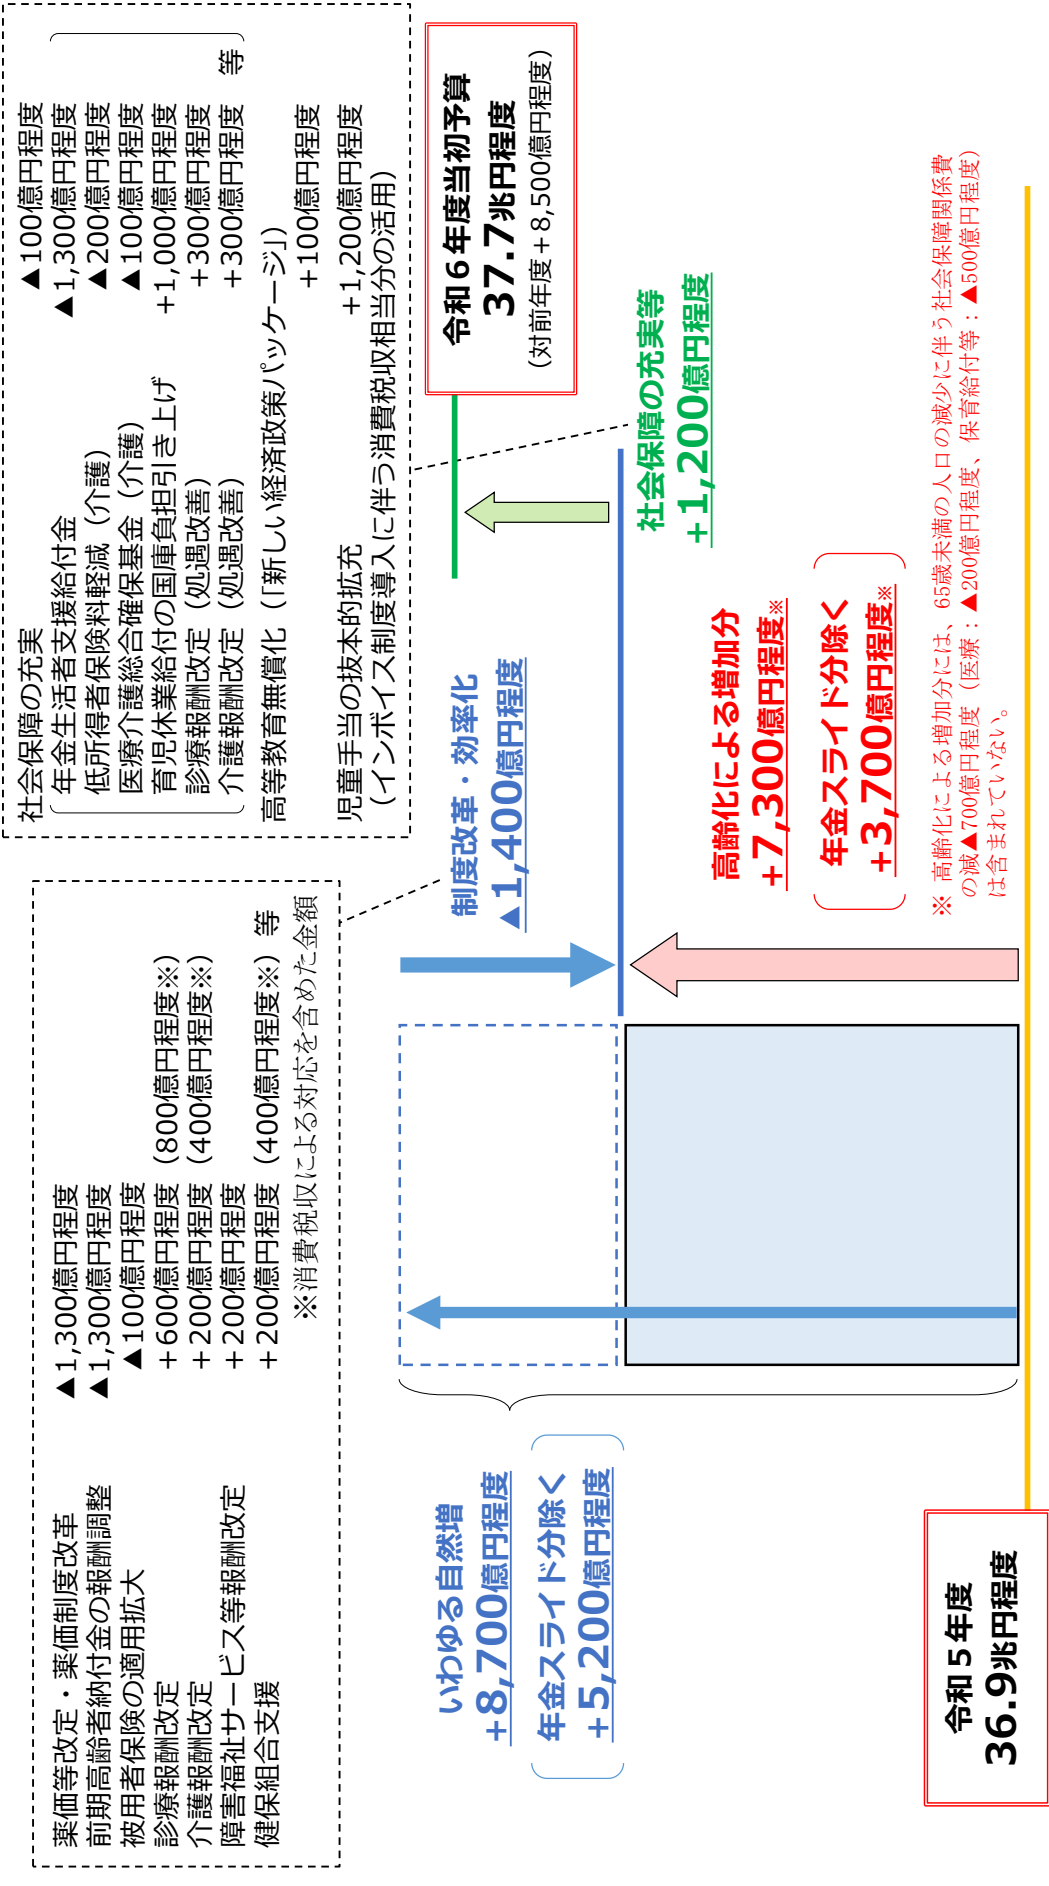 薬価等改定・薬価制度改革 ▲1,300億円程度
前期高齢者納付金の報酬調整 ▲1,300億円程度
被用者保険の適用拡大 ▲100億円程度
診療報酬改定 +600億円程度（800億円程度※）
介護報酬改定 +200億円程度（400億円程度※）
障害福祉サービス等報酬改定 +200億円程度
健保組合支援 +200億円程度（400億円程度※）等
※消費税収による対応を含めた金額
社会保障の充実 ▲100億円程度
年金生活者支援給付金 ▲1,300億円程度
低所得者保険料軽減（介護） ▲200億円程度
医療介護総合確保基金（介護） ▲100億円程度
育児休業給付の国庫負担引き上げ +1,000億円程度
診療報酬改定（処遇改善） +300億円程度
介護報酬改定（処遇改善） +300億円程度 等
高等教育無償化（「新しい経済政策パッケージ」）
+100億円程度
児童手当の抜本的拡充 +1,200億円程度
（インボイス制度導入に伴う消費税収相当分の活用）
いわゆる自然増
+8,700億円程度
年金スライド分除く
+5,200億円程度
制度改革・効率化
▲1,400億円程度
令和６年度当初予算
37.7兆円程度
（対前年度＋8,500億円程度）
社会保障の充実等
+1,200億円程度
高齢化による増加分
+7,300億円程度※
年金スライド分除く
+3,700億円程度※
※ 高齢化による増加分には、65歳未満の人口の減少に伴う社会保障関係費
の減▲700億円程度（医療：▲200億円程度、保育給付等：▲500億円程度）
は含まれていない。
令和５年度
36.9兆円程度